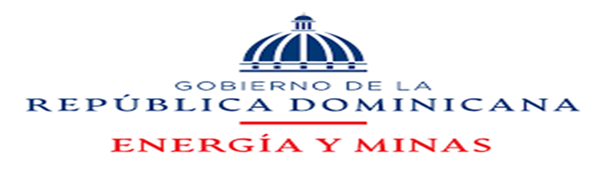 GOBIERNO DE LA
REPÚBLICA DOMINICANA
ENERGÍA Y MINAS